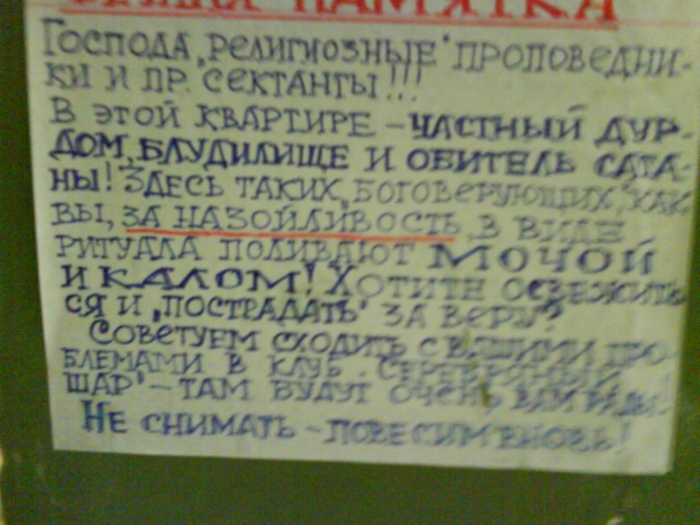 ПАМЯТКА
ГОСПОДА „РЕЛИГИОЗНЫЕ" ПРОПОВЕДНИ-
КИ И ПР. СЕКТАНТЫ!!!
В ЭТОЙ КВАРТИРЕ – ЧАСТНЫЙ ДУР-
ДОМ, БЛУДИЛИЩЕ И ОБИТЕЛЬ САТА-
НЫ! ЗДЕСЬ ТАКИХ „БОГОВЕРУЮЩИХ", КАК
ВЫ, ЗА НАЗОЙЛИВОСТЬ, В ВИДЕ
РИТУАЛА ПОЛИВАЮТ МОЧОЙ
И КАЛОМ! ХОТИТЕ ОСВЕЖИТЬ
СЯ И „ПОСТРАДАТЬ" ЗА ВЕРУ?
СОВЕТУЕМ СХОДИТЬ С ВАШИМИ ПРО-
БЛЕМАМИ В КЛУБ „СЕРЕБРЯНЫЙ
ШАР" – ТАМ БУДУТ ОЧЕНЬ ВАМ РАДЫ.
НЕ СНИМАТЬ – ПОВЕСИМ ВНОВЬ!